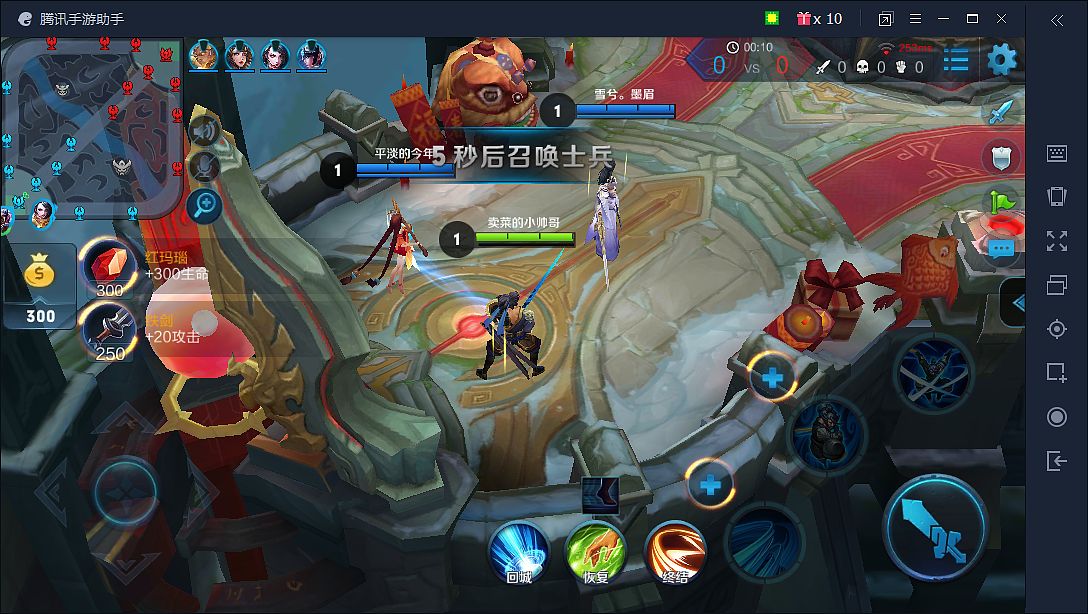 腾讯手游助手
x 10
00:10
253ms
0 VS 0
0 0 0
雪兮。墨眉
1
平淡的今年
1
5 秒后召唤士兵
卖菜的小帅哥
1
红玛瑙
+300生命
300
300
铁剑
+20攻击
250
福
回城
恢复
终结